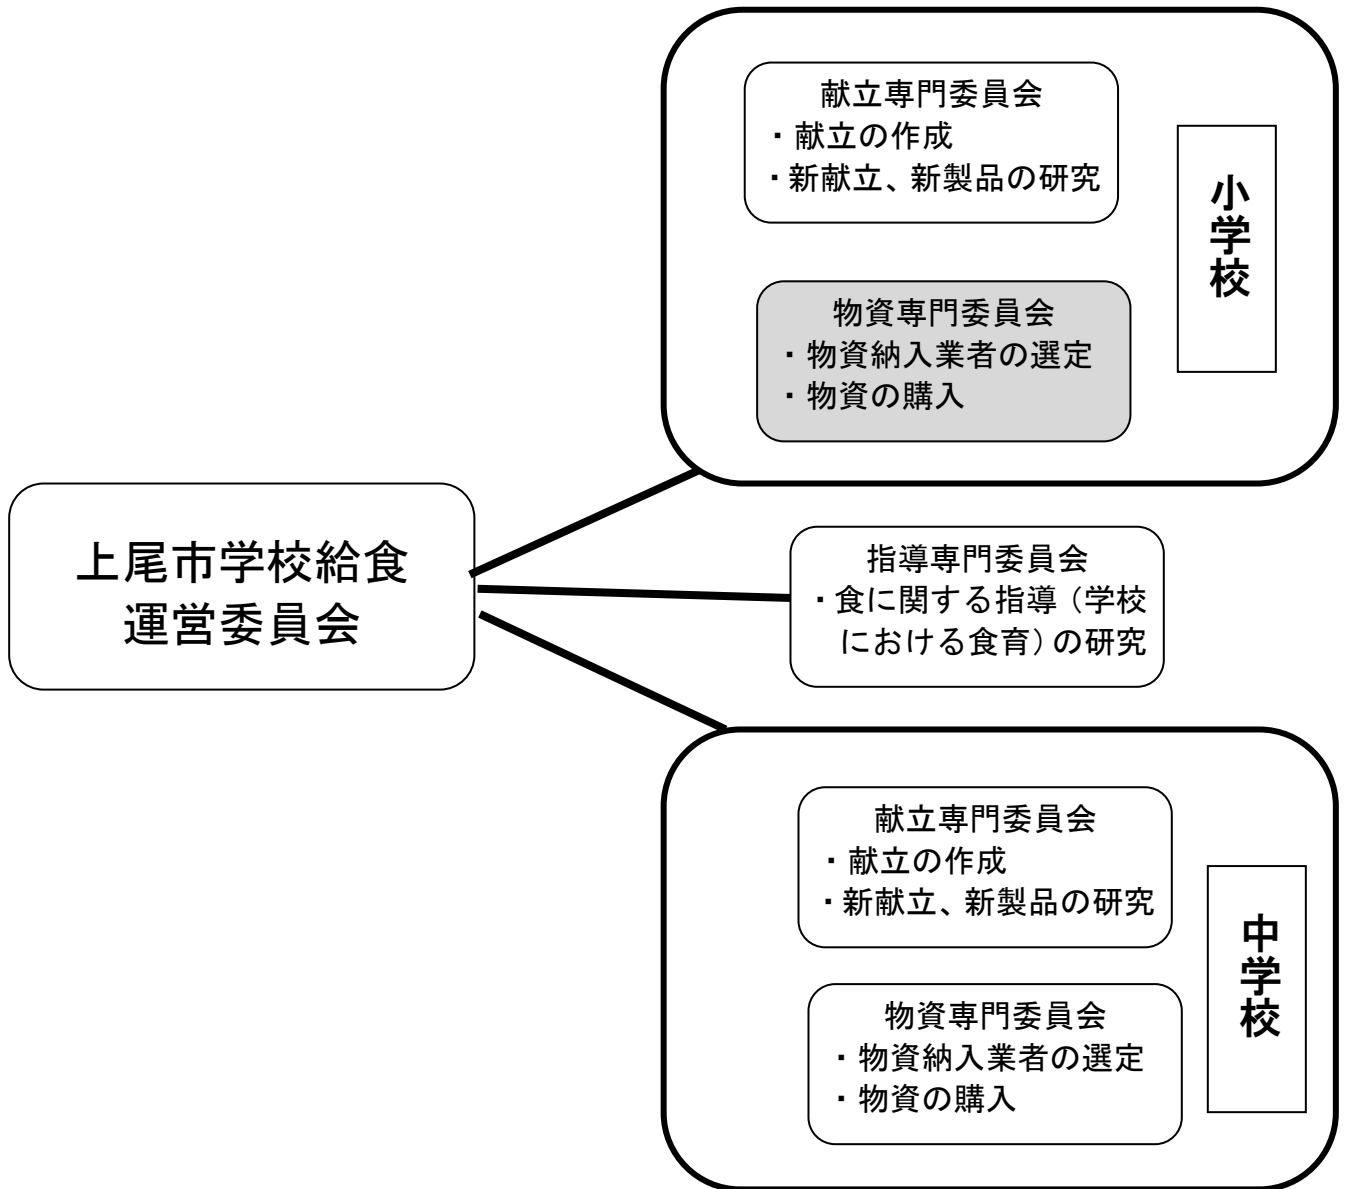 上尾市学校給食
運営委員会
献立専門委員会
・献立の作成
・新献立、新製品の研究
物資専門委員会
・物資納入業者の選定
・物資の購入
小学校
指導専門委員会
・食に関する指導（学校
における食育）の研究
献立専門委員会
・献立の作成
・新献立、新製品の研究
物資専門委員会
・物資納入業者の選定
・物資の購入
中学校